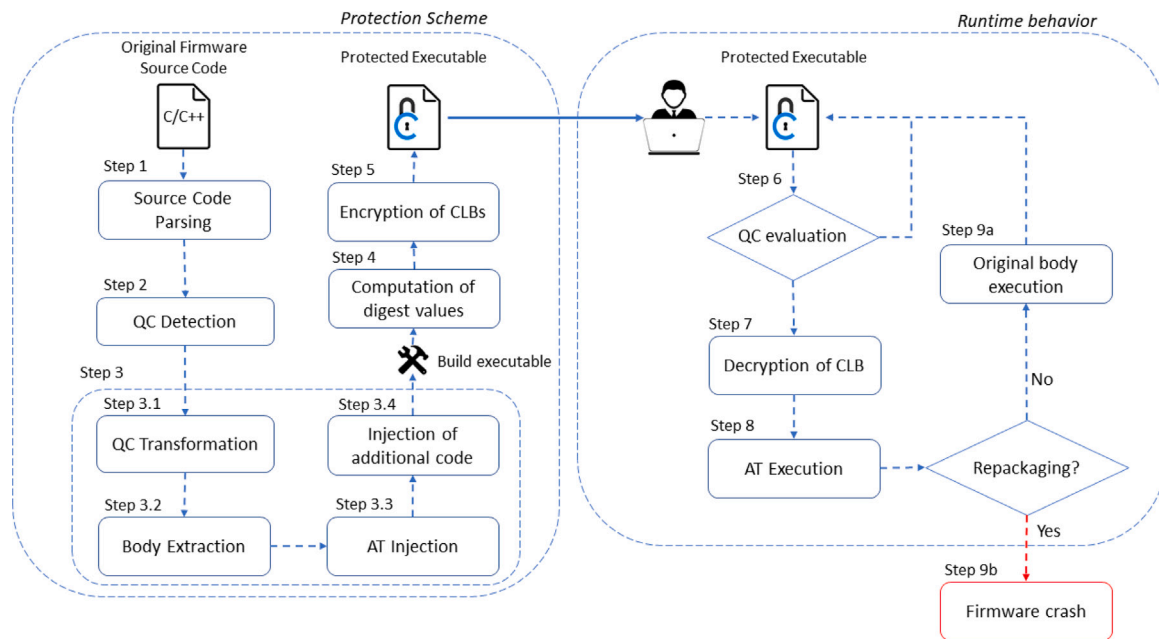 Protection Scheme
Original Firmware
Source Code
C/C++
Step 1
Source Code
Parsing
Step 2
QC Detection
Step 3
Step 3.1
QC Transformation
Step 3.2
Body Extraction
Step 3.3
AT Injection
Step 3.4
Injection of
additional code
Build executable
Step 4
Computation of
digest values
Step 5
Encryption of CLBs
Protected Executable
Runtime behavior
Protected Executable
Step 6
QC evaluation
Step 7
Decryption of CLB
Step 8
AT Execution
Repackaging?
No
Step 9a
Original body
execution
Yes
Step 9b
Firmware crash